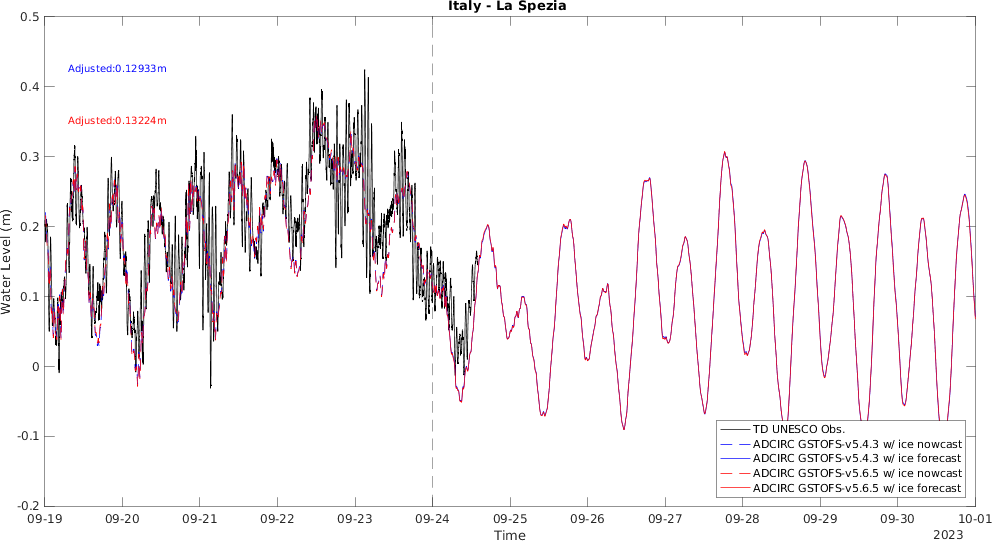 Italy - La Spezia
0.5
0.4
0.3
0.2
0.1
0
-0.1
-0.2
Water Level (m)
Adjusted:0.12933m
Adjusted:0.13224m
TD UNESCO Obs.
ADCIRC GSTOFS-v5.4.3 w/ ice nowcast
ADCIRC GSTOFS-v5.4.3 w/ ice forecast
ADCIRC GSTOFS-v5.6.5 w/ ice nowcast
ADCIRC GSTOFS-v5.6.5 w/ ice forecast
09-19 09-20 09-21 09-22 09-23 09-24 09-25 09-26 09-27 09-28 09-29 09-30 10-01
Time
2023